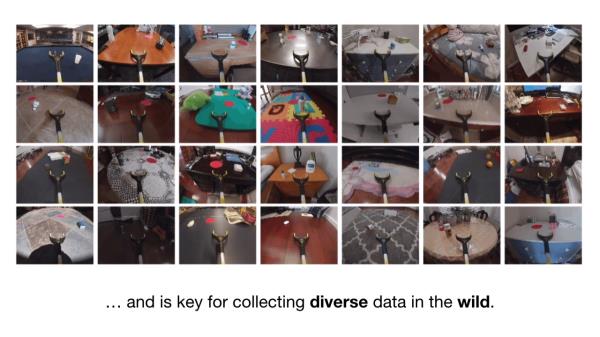 … and is key for collecting diverse data in the wild.